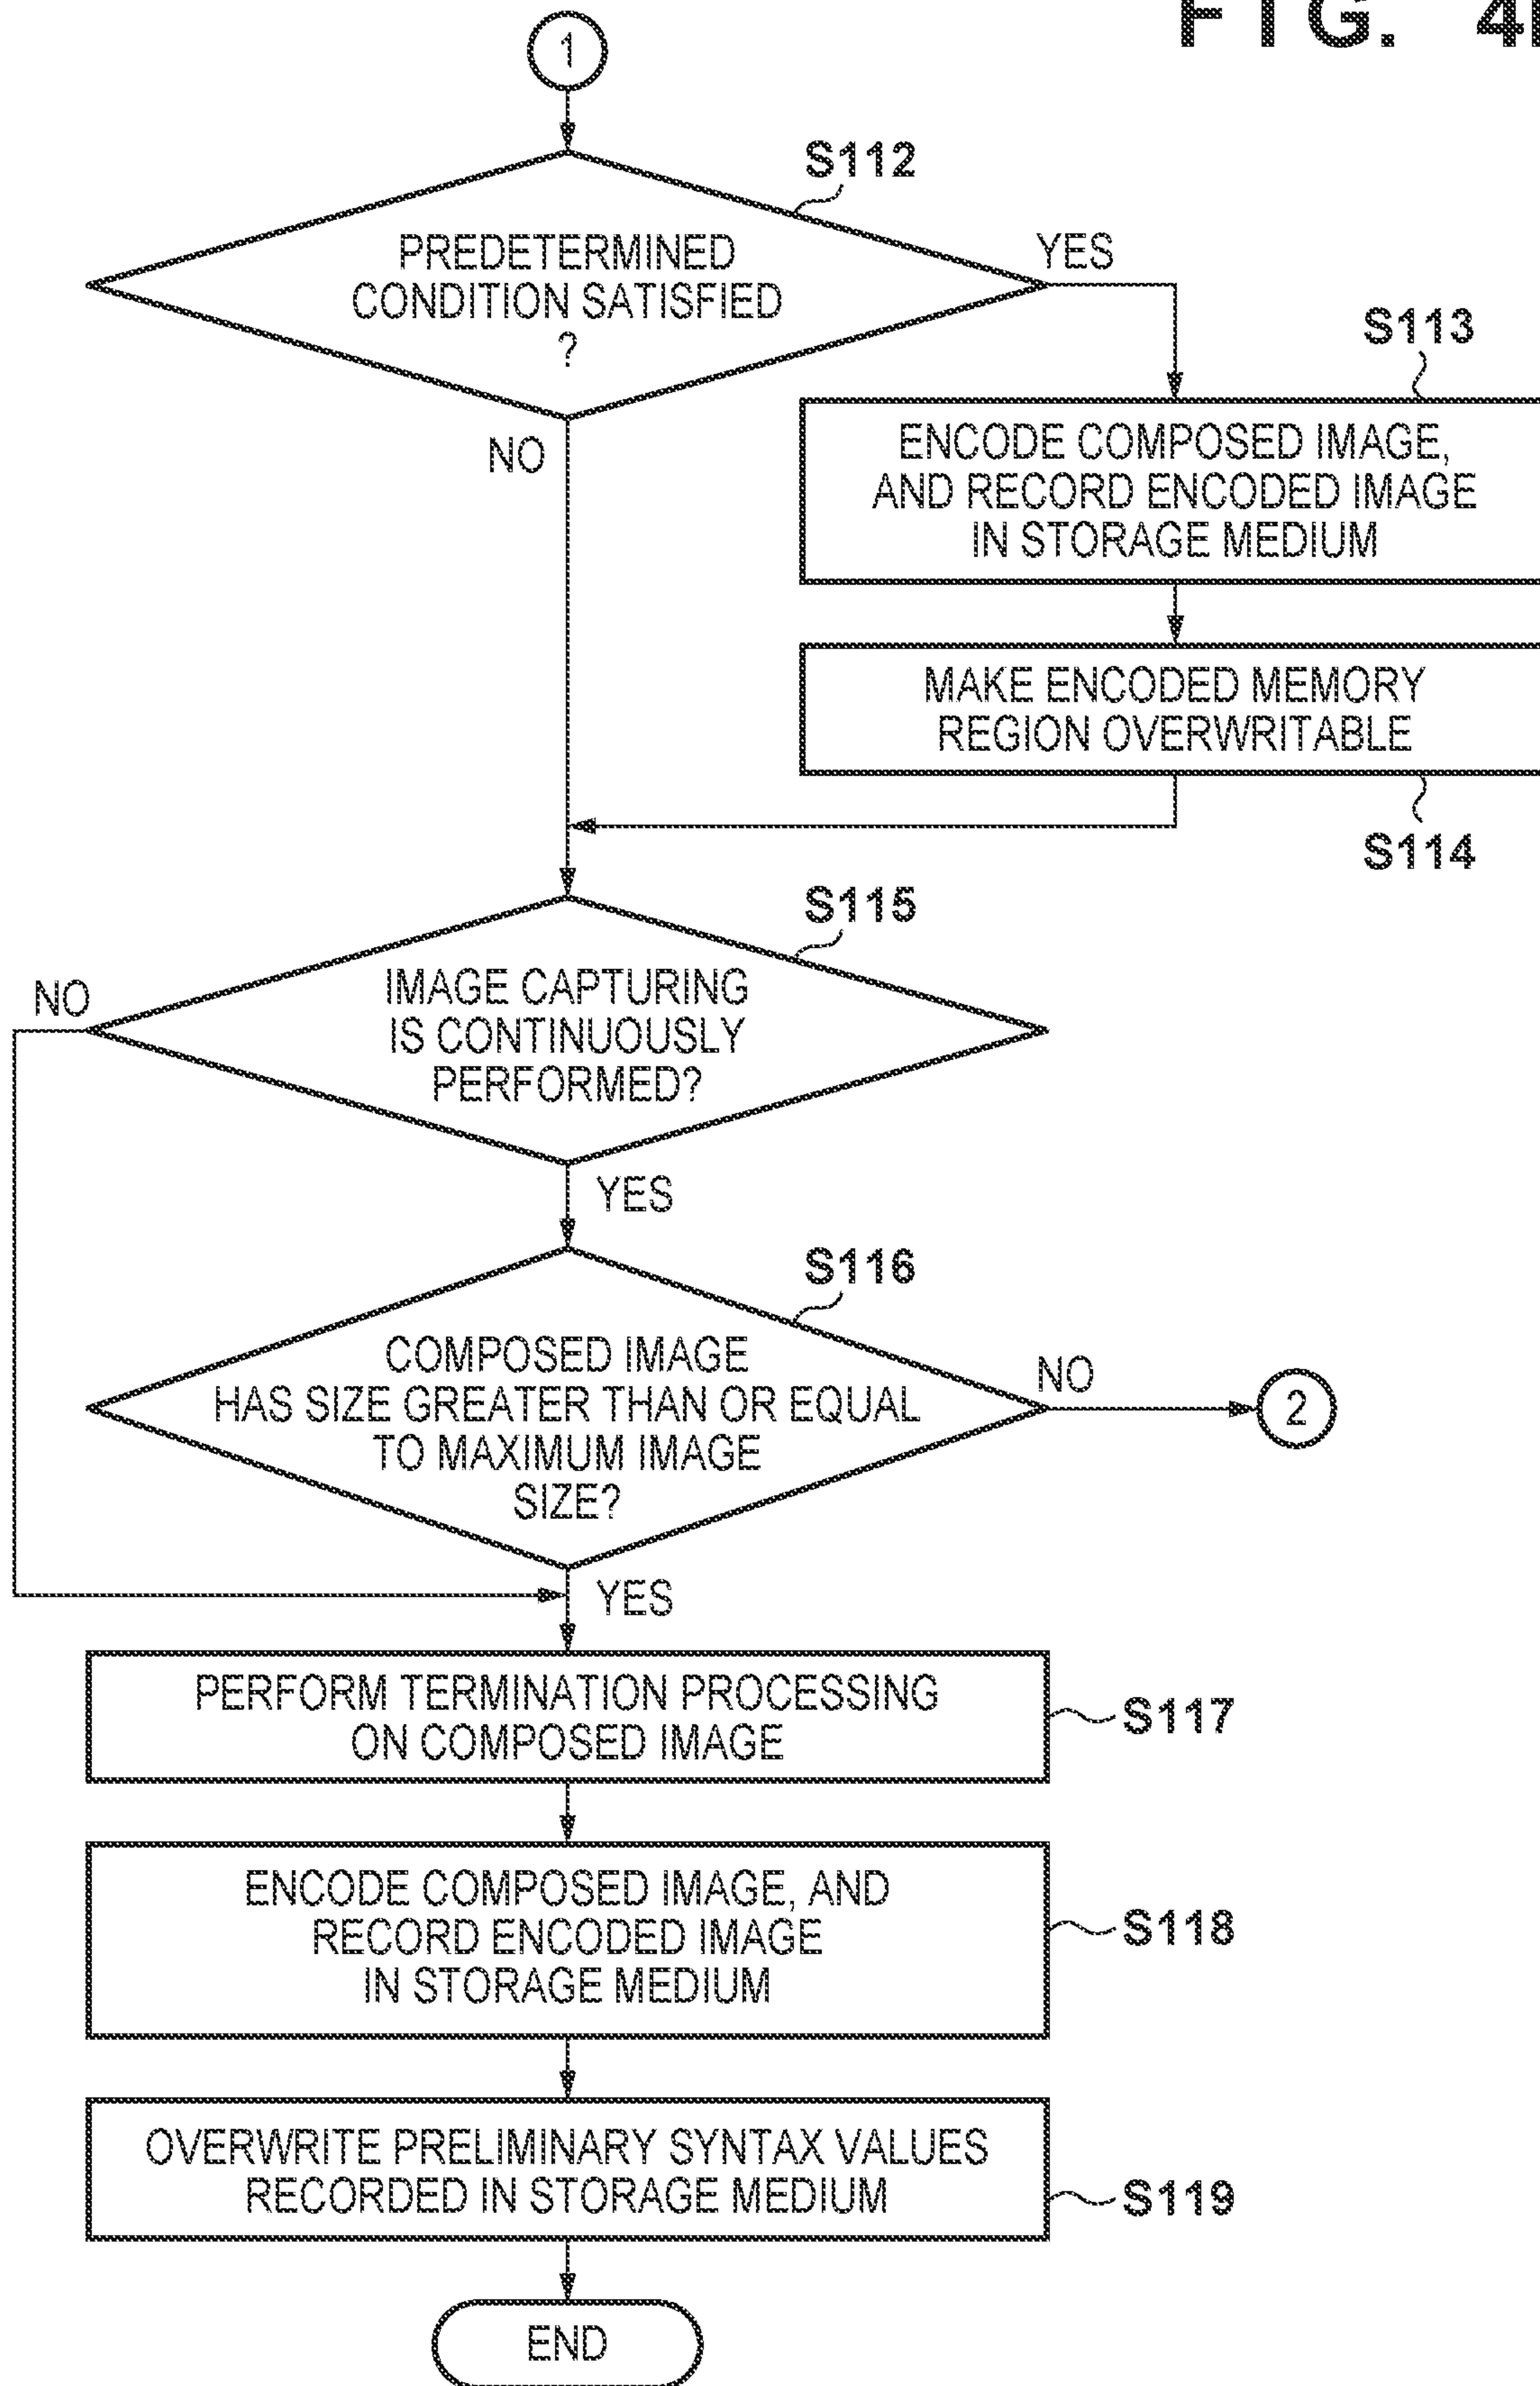 FIG. 4
1
S112
PREDETERMINED
CONDITION SATISFIED
?
YES
NO
S113
ENCODE COMPOSED IMAGE,
AND RECORD ENCODED IMAGE
IN STORAGE MEDIUM
MAKE ENCODED MEMORY
REGION OVERWRITABLE
S114
S115
IMAGE CAPTURING
IS CONTINUOUSLY
PERFORMED?
NO
YES
S116
COMPOSED IMAGE
HAS SIZE GREATER THAN OR EQUAL
TO MAXIMUM IMAGE
SIZE?
NO
2
YES
PERFORM TERMINATION PROCESSING
ON COMPOSED IMAGE
S117
ENCODE COMPOSED IMAGE, AND
RECORD ENCODED IMAGE
IN STORAGE MEDIUM
S118
OVERWRITE PRELIMINARY SYNTAX VALUES
RECORDED IN STORAGE MEDIUM
S119
END